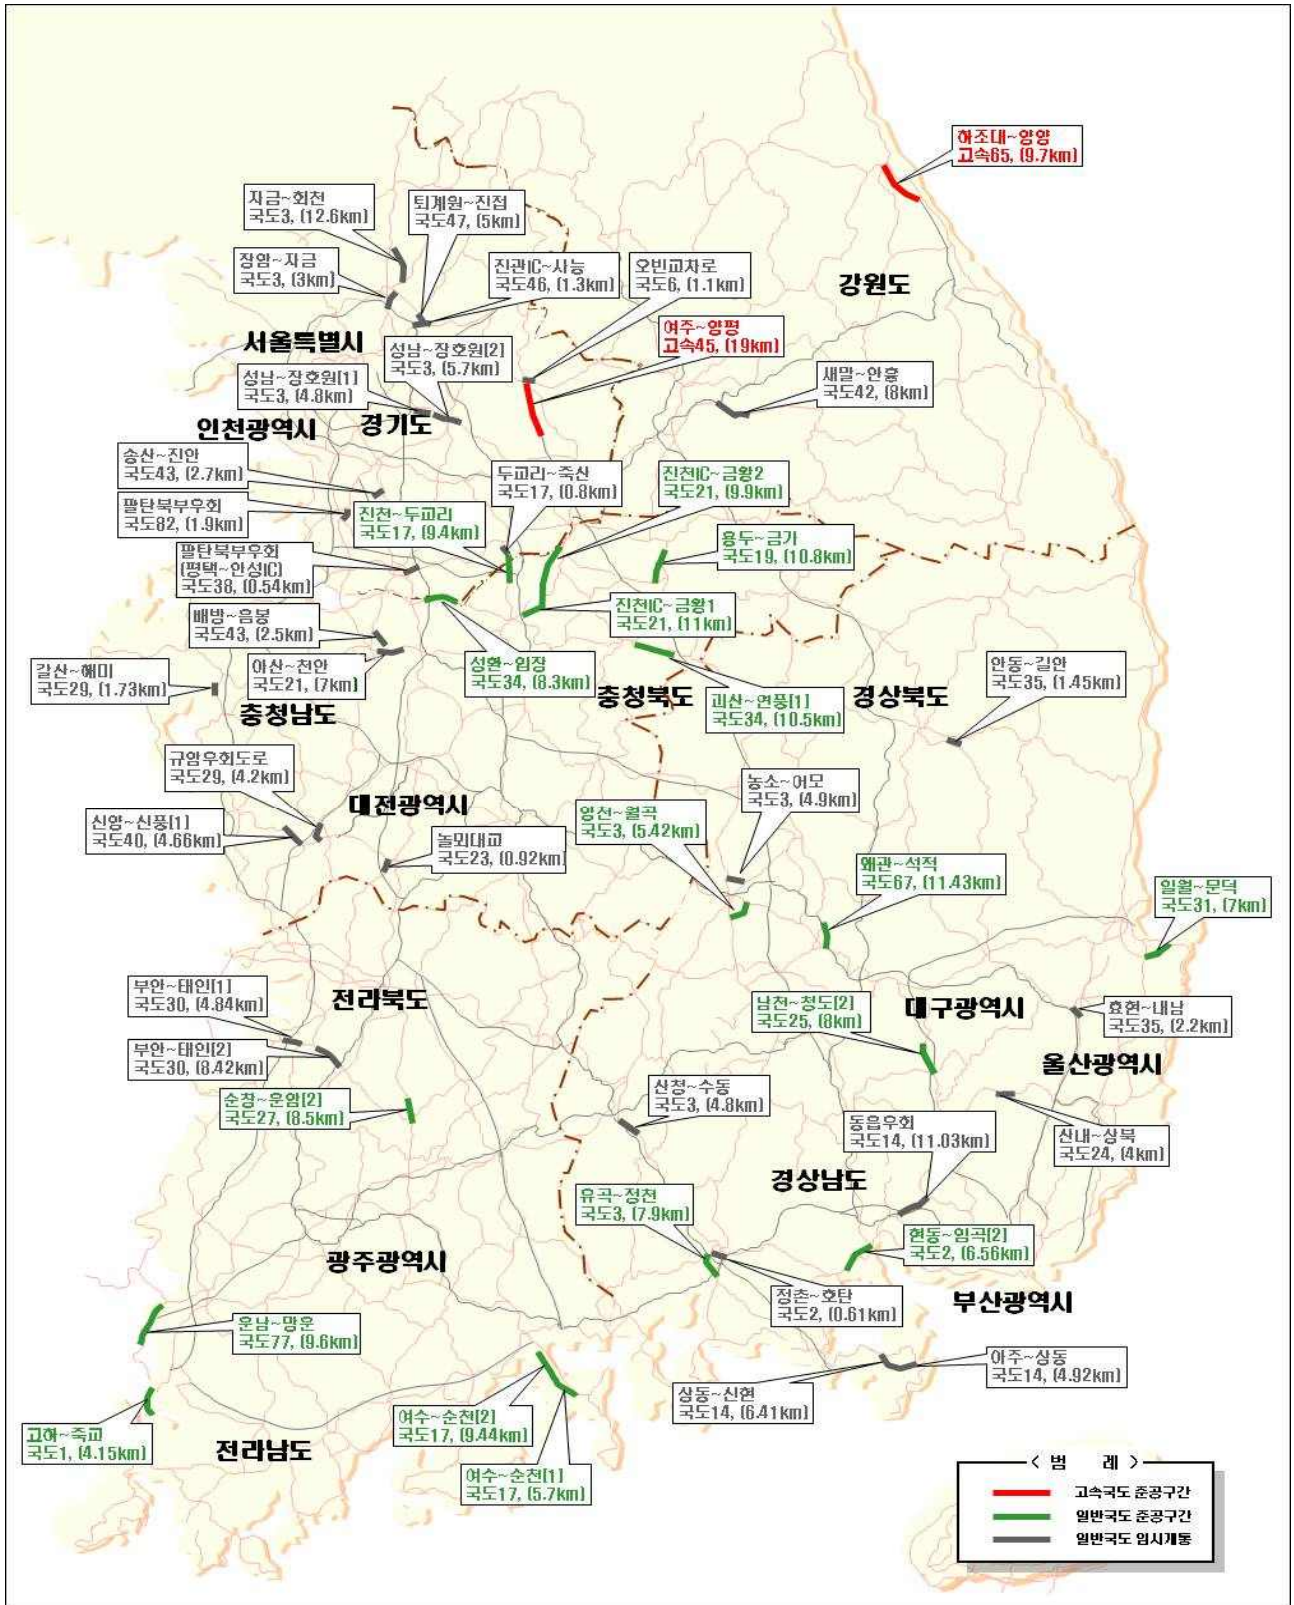 하조대~양양
고속65, (9.7km)
자금~회천
국도3, (12.6km)
퇴계원~진접
국도47, (5km)
장암~자금
국도3, (3km)
진관IC~사능
국도46, (1.3km)
오빈교차로
국도6, (1.1km)
강원도
서울특별시
여주~양평
고속45, (19km)
성남~장호원[2]
국도3, (5.7km)
성남~장호원[1]
국도3, (4.8km)
새말~안흥
국도42, (8km)
인천광역시
경기도
송산~진안
국도43, (2.7km)
두교리~죽산
국도17, (0.8km)
진천IC~금왕2
국도21, (9.9km)
팔탄북부우회
국도82, (1.9km)
진천~두교리
국도17, (9.4km)
용두~금가
국도19, (10.8km)
팔탄북부우회
(평택~안성IC)
국도38, (0.54km)
진천IC~금왕1
국도21, (11km)
배방~음봉
국도43, (2.5km)
갈산~해미
국도29, (1.73km)
아산~천안
국도21, (7km)
성환~입장
국도34, (8.3km)
충청북도
괴산~연풍[1]
국도34, (10.5km)
경상북도
안동~길안
국도35, (1.45km)
충청남도
규암우회도로
국도29, (4.2km)
대전광역시
농소~어모
국도3, (4.9km)
양천~월곡
국도3, (5.42km)
신영~신풍[1]
국도40, (4.66km)
놀뫼대교
국도23, (0.92km)
왜관~석적
국도67, (11.43km)
일월~문덕
국도31, (7km)
부안~태인[1]
국도30, (4.84km)
전라북도
남천~청도[2]
국도25, (8km)
대구광역시
효현~내남
국도35, (2.2km)
부안~태인[2]
국도30, (8.42km)
울산광역시
순창~운암[2]
국도27, (8.5km)
산청~수동
국도3, (4.8km)
동읍우회
국도14, (11.03km)
산내~상북
국도24, (4km)
경상남도
유곡~정천
국도3, (7.9km)
현동~임곡[2]
국도2, (6.56km)
광주광역시
정촌~호탄
국도2, (0.61km)
부산광역시
운남~망운
국도77, (9.6km)
아주~상동
국도14, (4.92km)
상동~신현
국도14, (6.41km)
고하~죽교
국도1, (4.15km)
전라남도
여수~순천[2]
국도17, (9.44km)
여수~순천[1]
국도17, (5.7km)
< 범 례 >
고속국도 준공구간
일반국도 준공구간
일반국도 임시개통